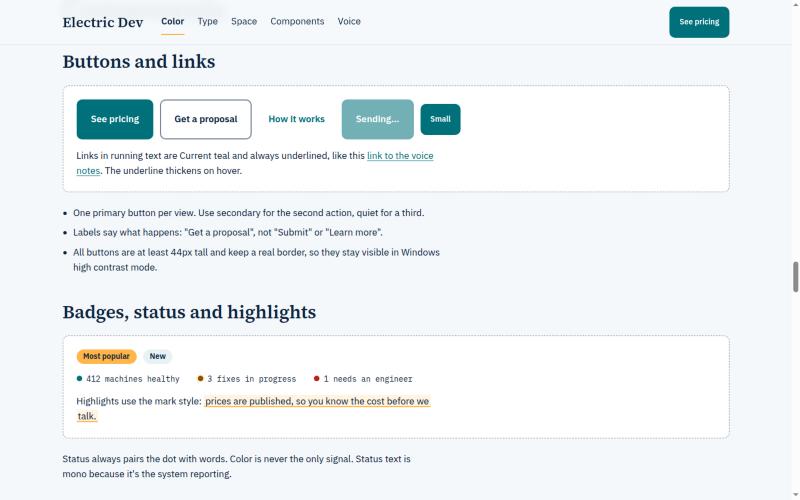 Electric Dev
Color
Type
Space
Components
Voice
See pricing
Buttons and links
See pricing
Get a proposal
How it works
Sending...
Small
Links in running text are Current teal and always underlined, like this link to the voice
notes. The underline thickens on hover.
One primary button per view. Use secondary for the second action, quiet for a third.
Labels say what happens: "Get a proposal", not "Submit" or "Learn more".
All buttons are at least 44px tall and keep a real border, so they stay visible in Windows
high contrast mode.
Badges, status and highlights
Most popular
New
412 machines healthy
3 fixes in progress
1 needs an engineer
Highlights use the mark style: prices are published, so you know the cost before we
talk.
Status always pairs the dot with words. Color is never the only signal. Status text is
mono because it's the system reporting.